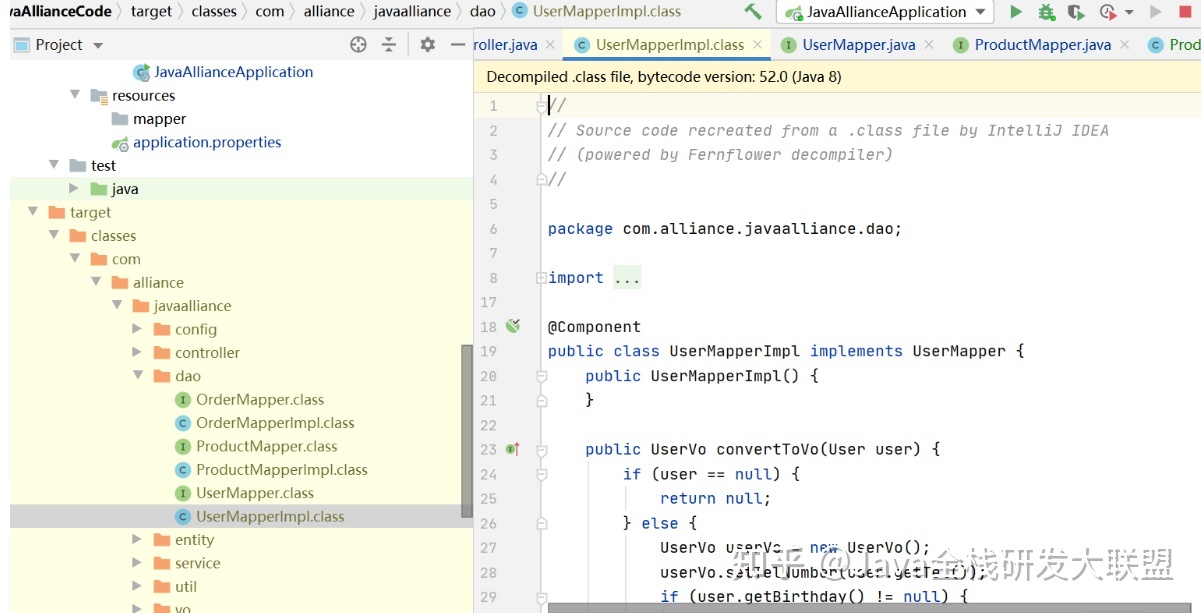 vaAllianceCode target classes com alliance javaalliance dao UserMapperImpl.class JavaAllianceApplication
Project
roller.java UserMapperImpl.class UserMapper.java ProductMapper.java Prod
JavaAllianceApplication
resources
mapper
application.properties
test
java
target
classes
com
alliance
javaalliance
config
controller
dao
OrderMapper.class
OrderMapperImpl.class
ProductMapper.class
ProductMapperImpl.class
UserMapper.class
UserMapperImpl.class
entity
service
util
vo
Decompiled .class file, bytecode version: 52.0 (Java 8)
1 //
2 // Source code recreated from a .class file by IntelliJ IDEA
3 // (powered by Fernflower decompiler)
4 //
5
6 package com.alliance.javaalliance.dao;
7
8 import ...
17
18 @Component
19 public class UserMapperImpl implements UserMapper {
20 public UserMapperImpl() {
21 }
22
23 public UserVo convertToVo(User user) {
24 if (user == null) {
25 return null;
26 } else {
27 UserVo userVo = new UserVo();
28 userVo.setTelNumber(user.getTel());
29 if (user.getBirthday() != null) {
知乎 @Java金栈研发大联盟